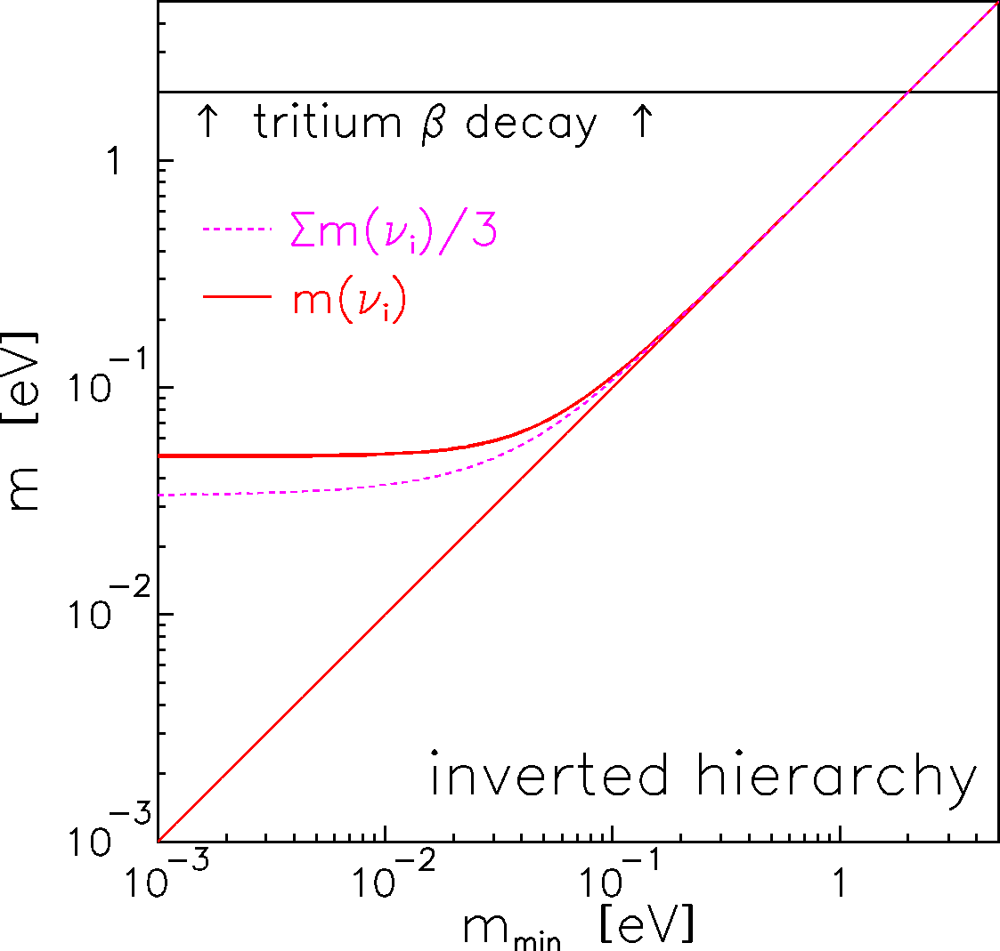 ↑ tritium β decay ↑
1
Σm(νᵢ)/3
m(νᵢ)
10⁻¹
m [eV]
10⁻²
inverted hierarchy
10⁻³
10⁻³ 10⁻² 10⁻¹ 1
mₘᵢₙ [eV]